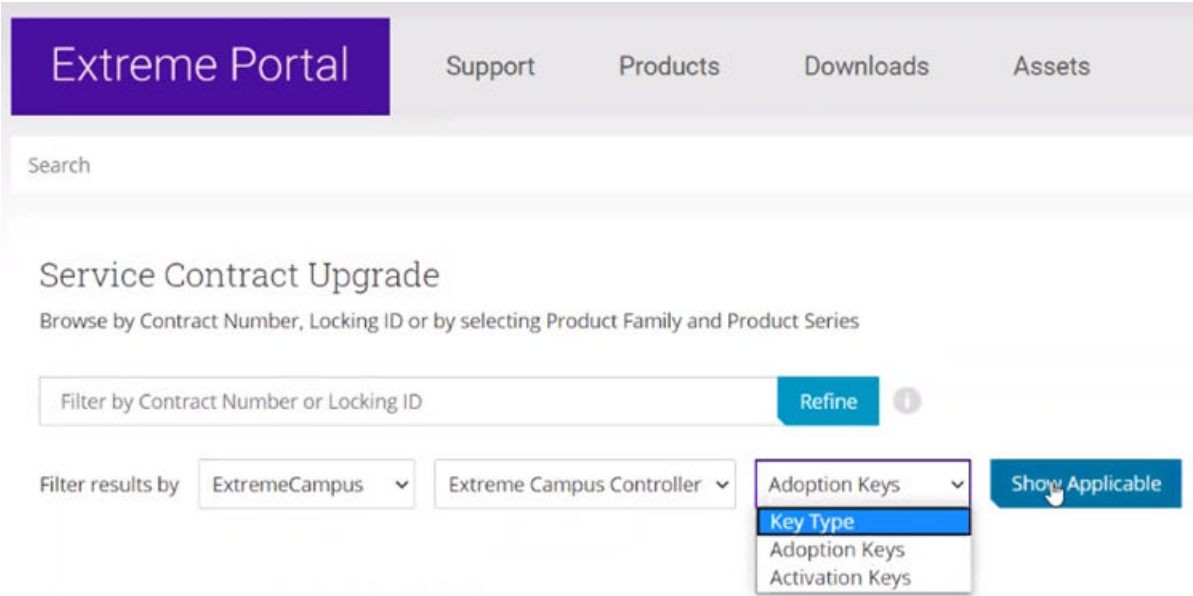 Extreme Portal Support Products Downloads Assets
Search
Service Contract Upgrade
Browse by Contract Number, Locking ID or by selecting Product Family and Product Series
Filter by Contract Number or Locking ID Refine i
Filter results by ExtremeCampus Extreme Campus Controller Adoption Keys Show Applicable
Key Type
Adoption Keys
Activation Keys